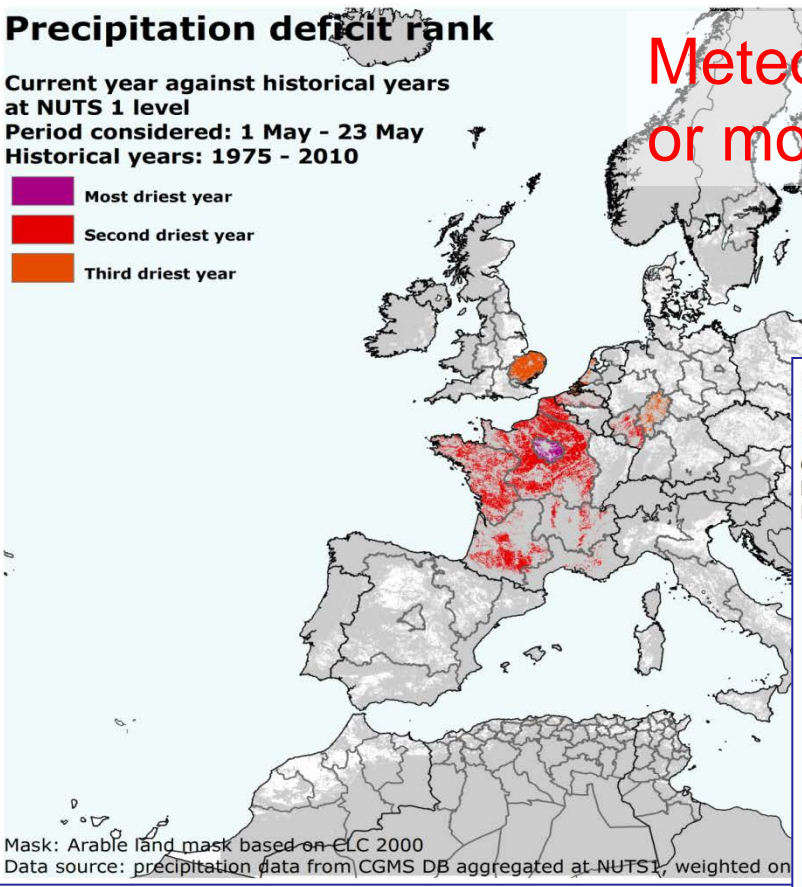 Precipitation deficit rank
Current year against historical years
at NUTS 1 level
Period considered: 1 May - 23 May
Historical years: 1975 - 2010
Most driest year
Second driest year
Third driest year
or
Mask: Arable land mask based on CLC 2000
Data source: precipitation data from CGMS DB aggregated at NUTS1, weighted on